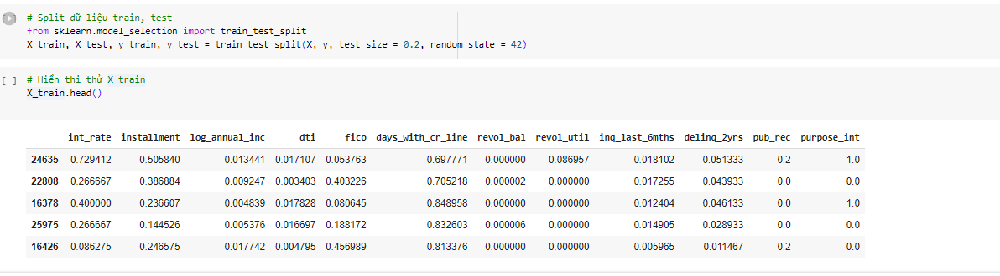 # Split dữ liệu train, test
from sklearn.model_selection import train_test_split
X_train, X_test, y_train, y_test = train_test_split(X, y, test_size = 0.2, random_state = 42)
[ ] # Hiển thị thử X_train
X_train.head()
int_rate installment log_annual_inc dti fico days_with_cr_line revol_bal revol_util inq_last_6mths delinq_2yrs pub_rec purpose_int
24635 0.729412 0.505840 0.013441 0.017107 0.053763 0.697771 0.000000 0.086957 0.018102 0.051333 0.2 1.0
22808 0.266667 0.386884 0.009247 0.003403 0.403226 0.705218 0.000002 0.000000 0.017255 0.043933 0.0 0.0
16378 0.400000 0.236607 0.004839 0.017828 0.080645 0.848958 0.000000 0.000000 0.012404 0.046133 0.0 1.0
25975 0.266667 0.144526 0.005376 0.016697 0.188172 0.832603 0.000006 0.000000 0.014905 0.028933 0.0 0.0
16426 0.086275 0.246575 0.017742 0.004795 0.456989 0.813376 0.000000 0.000000 0.005965 0.011467 0.2 0.0